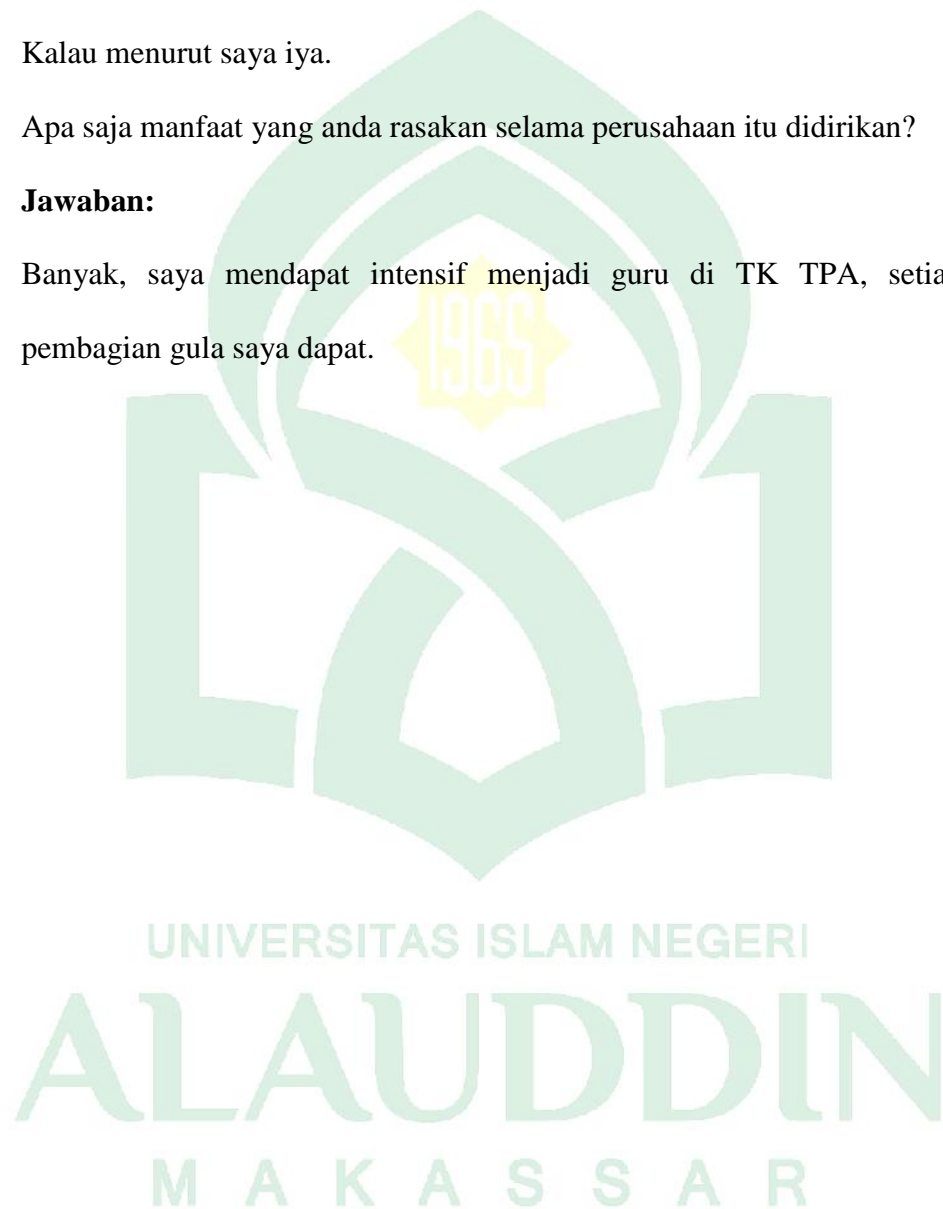 Kalau menurut saya iya.
Apa saja manfaat yang anda rasakan selama perusahaan itu didirikan?
Jawaban:
Banyak, saya mendapat intensif menjadi guru di TK TPA, setia
pembagian gula saya dapat.
1965
UNIVERSITAS ISLAM NEGERI
ALAUDDIN
MAKASSAR